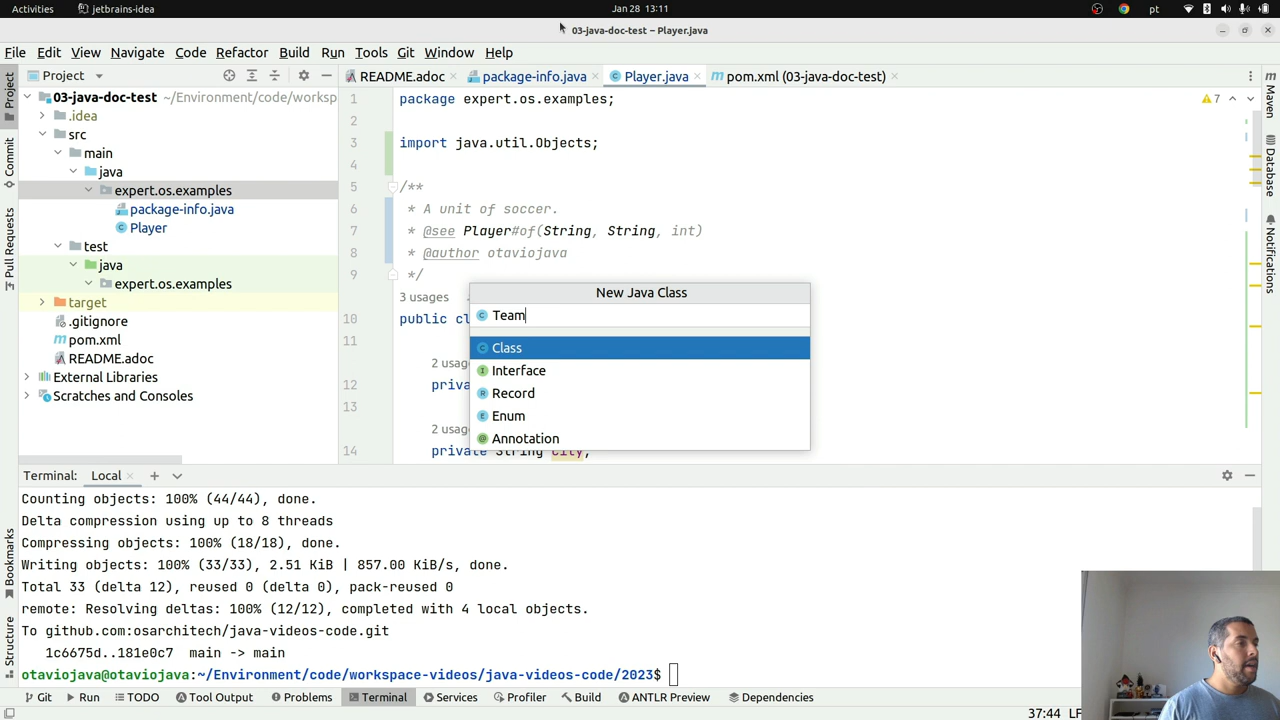 Activities
jetbrains-idea
Jan 28 13:11
pt
03-java-doc-test – Player.java
File Edit View Navigate Code Refactor Build Run Tools Git Window Help
Project
README.adoc
package-info.java
Player.java
pom.xml (03-java-doc-test)
Project
Commit
Pull Requests
Bookmarks
Structure
03-java-doc-test ~/Environment/code/worksp
.idea
src
main
java
expert.os.examples
package-info.java
Player
test
java
expert.os.examples
target
.gitignore
pom.xml
README.adoc
External Libraries
Scratches and Consoles
1 package expert.os.examples;
7
2
3 import java.util.Objects;
4
5 /**
6 * A unit of soccer.
7 * @see Player#of(String, String, int)
8 * @author otaviojava
9 */
3 usages
10 public cl
11
2 usag
12 priva
13
2 usag
14 private String city;
New Java Class
Team
Class
Interface
Record
Enum
Annotation
Maven
Database
Notifications
Terminal: Local
Counting objects: 100% (44/44), done.
Delta compression using up to 8 threads
Compressing objects: 100% (18/18), done.
Writing objects: 100% (33/33), 2.51 KiB | 857.00 KiB/s, done.
Total 33 (delta 12), reused 0 (delta 0), pack-reused 0
remote: Resolving deltas: 100% (12/12), completed with 4 local objects.
To github.com:osarchitech/java-videos-code.git
1c6675d..181e0c7 main -> main
otaviojava@otaviojava:~/Environment/code/workspace-videos/java-videos-code/2023$
Git Run TODO Tool Output Problems Terminal Services Profiler Build ANTLR Preview Dependencies
37:44 LF